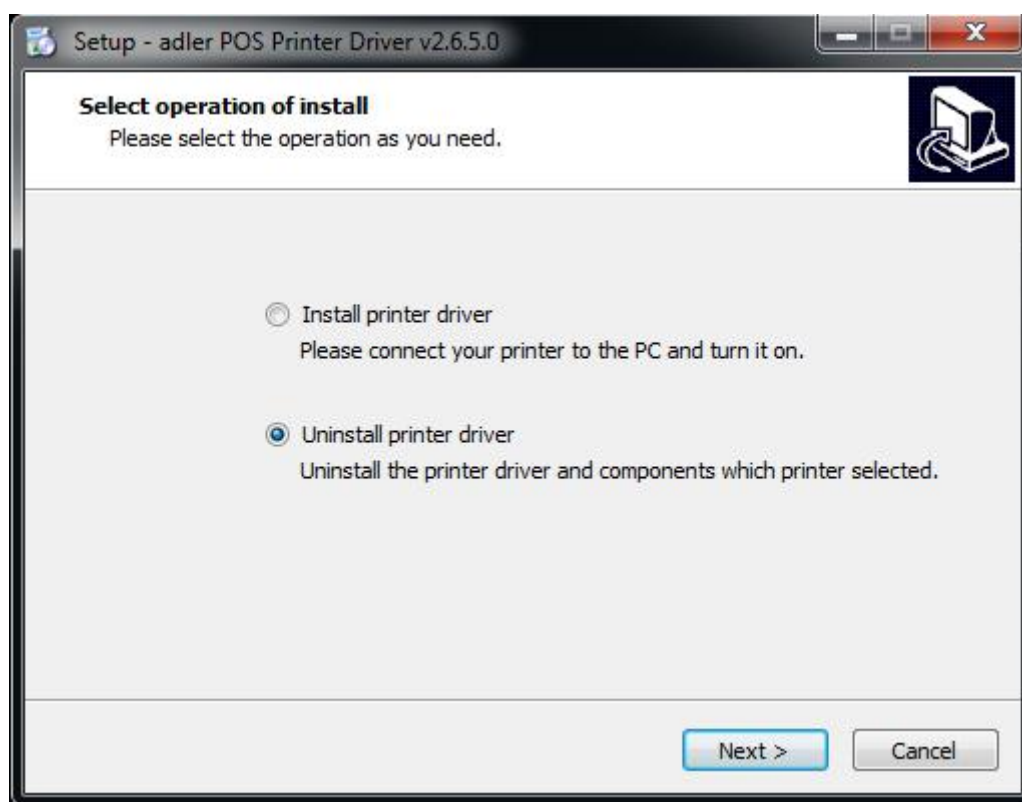 Setup - adler POS Printer Driver v2.6.5.0
Select operation of install
Please select the operation as you need.
Install printer driver
Please connect your printer to the PC and turn it on.
Uninstall printer driver
Uninstall the printer driver and components which printer selected.
Next > Cancel